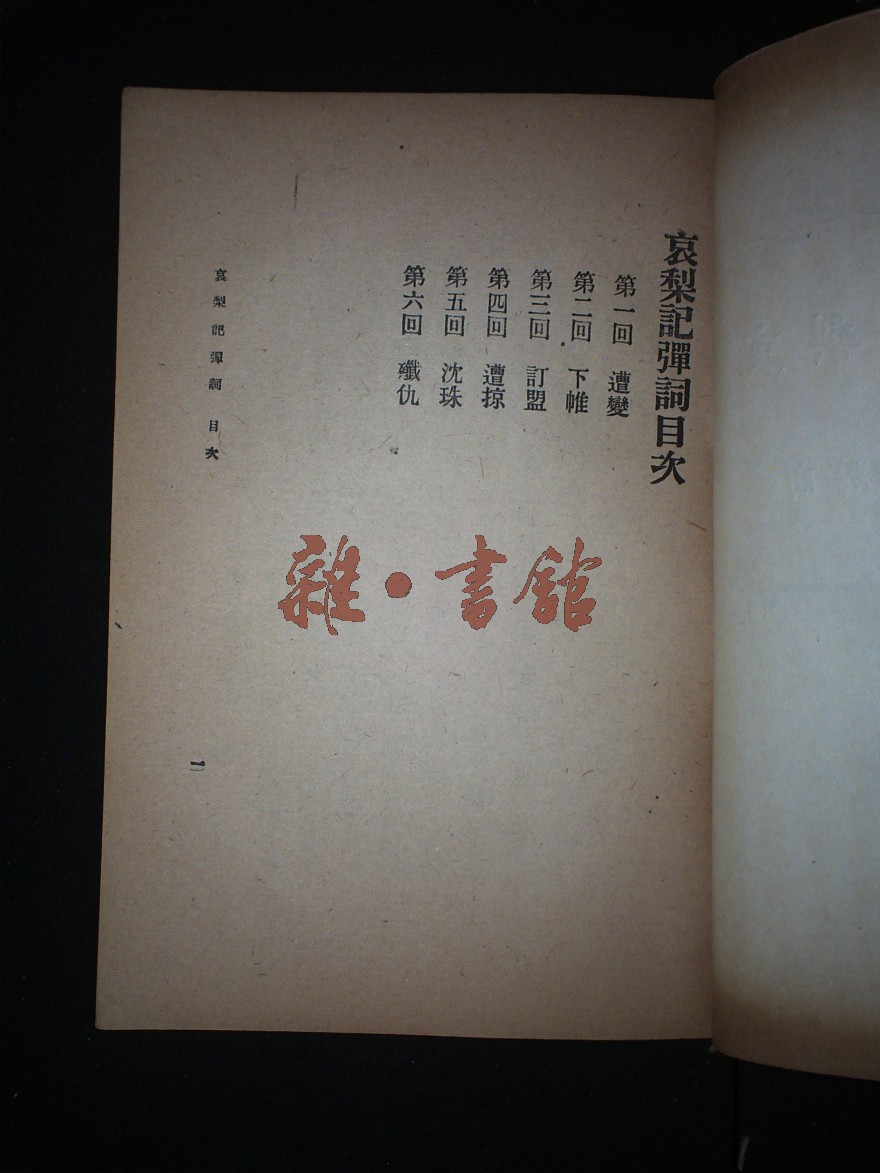 哀梨記彈詞目次
第一回 遭變
第二回 下帷
第三回 訂盟
第四回 遭掠
第五回 沈珠
第六回 殲仇
哀梨記彈詞 目次
一
雜·書館